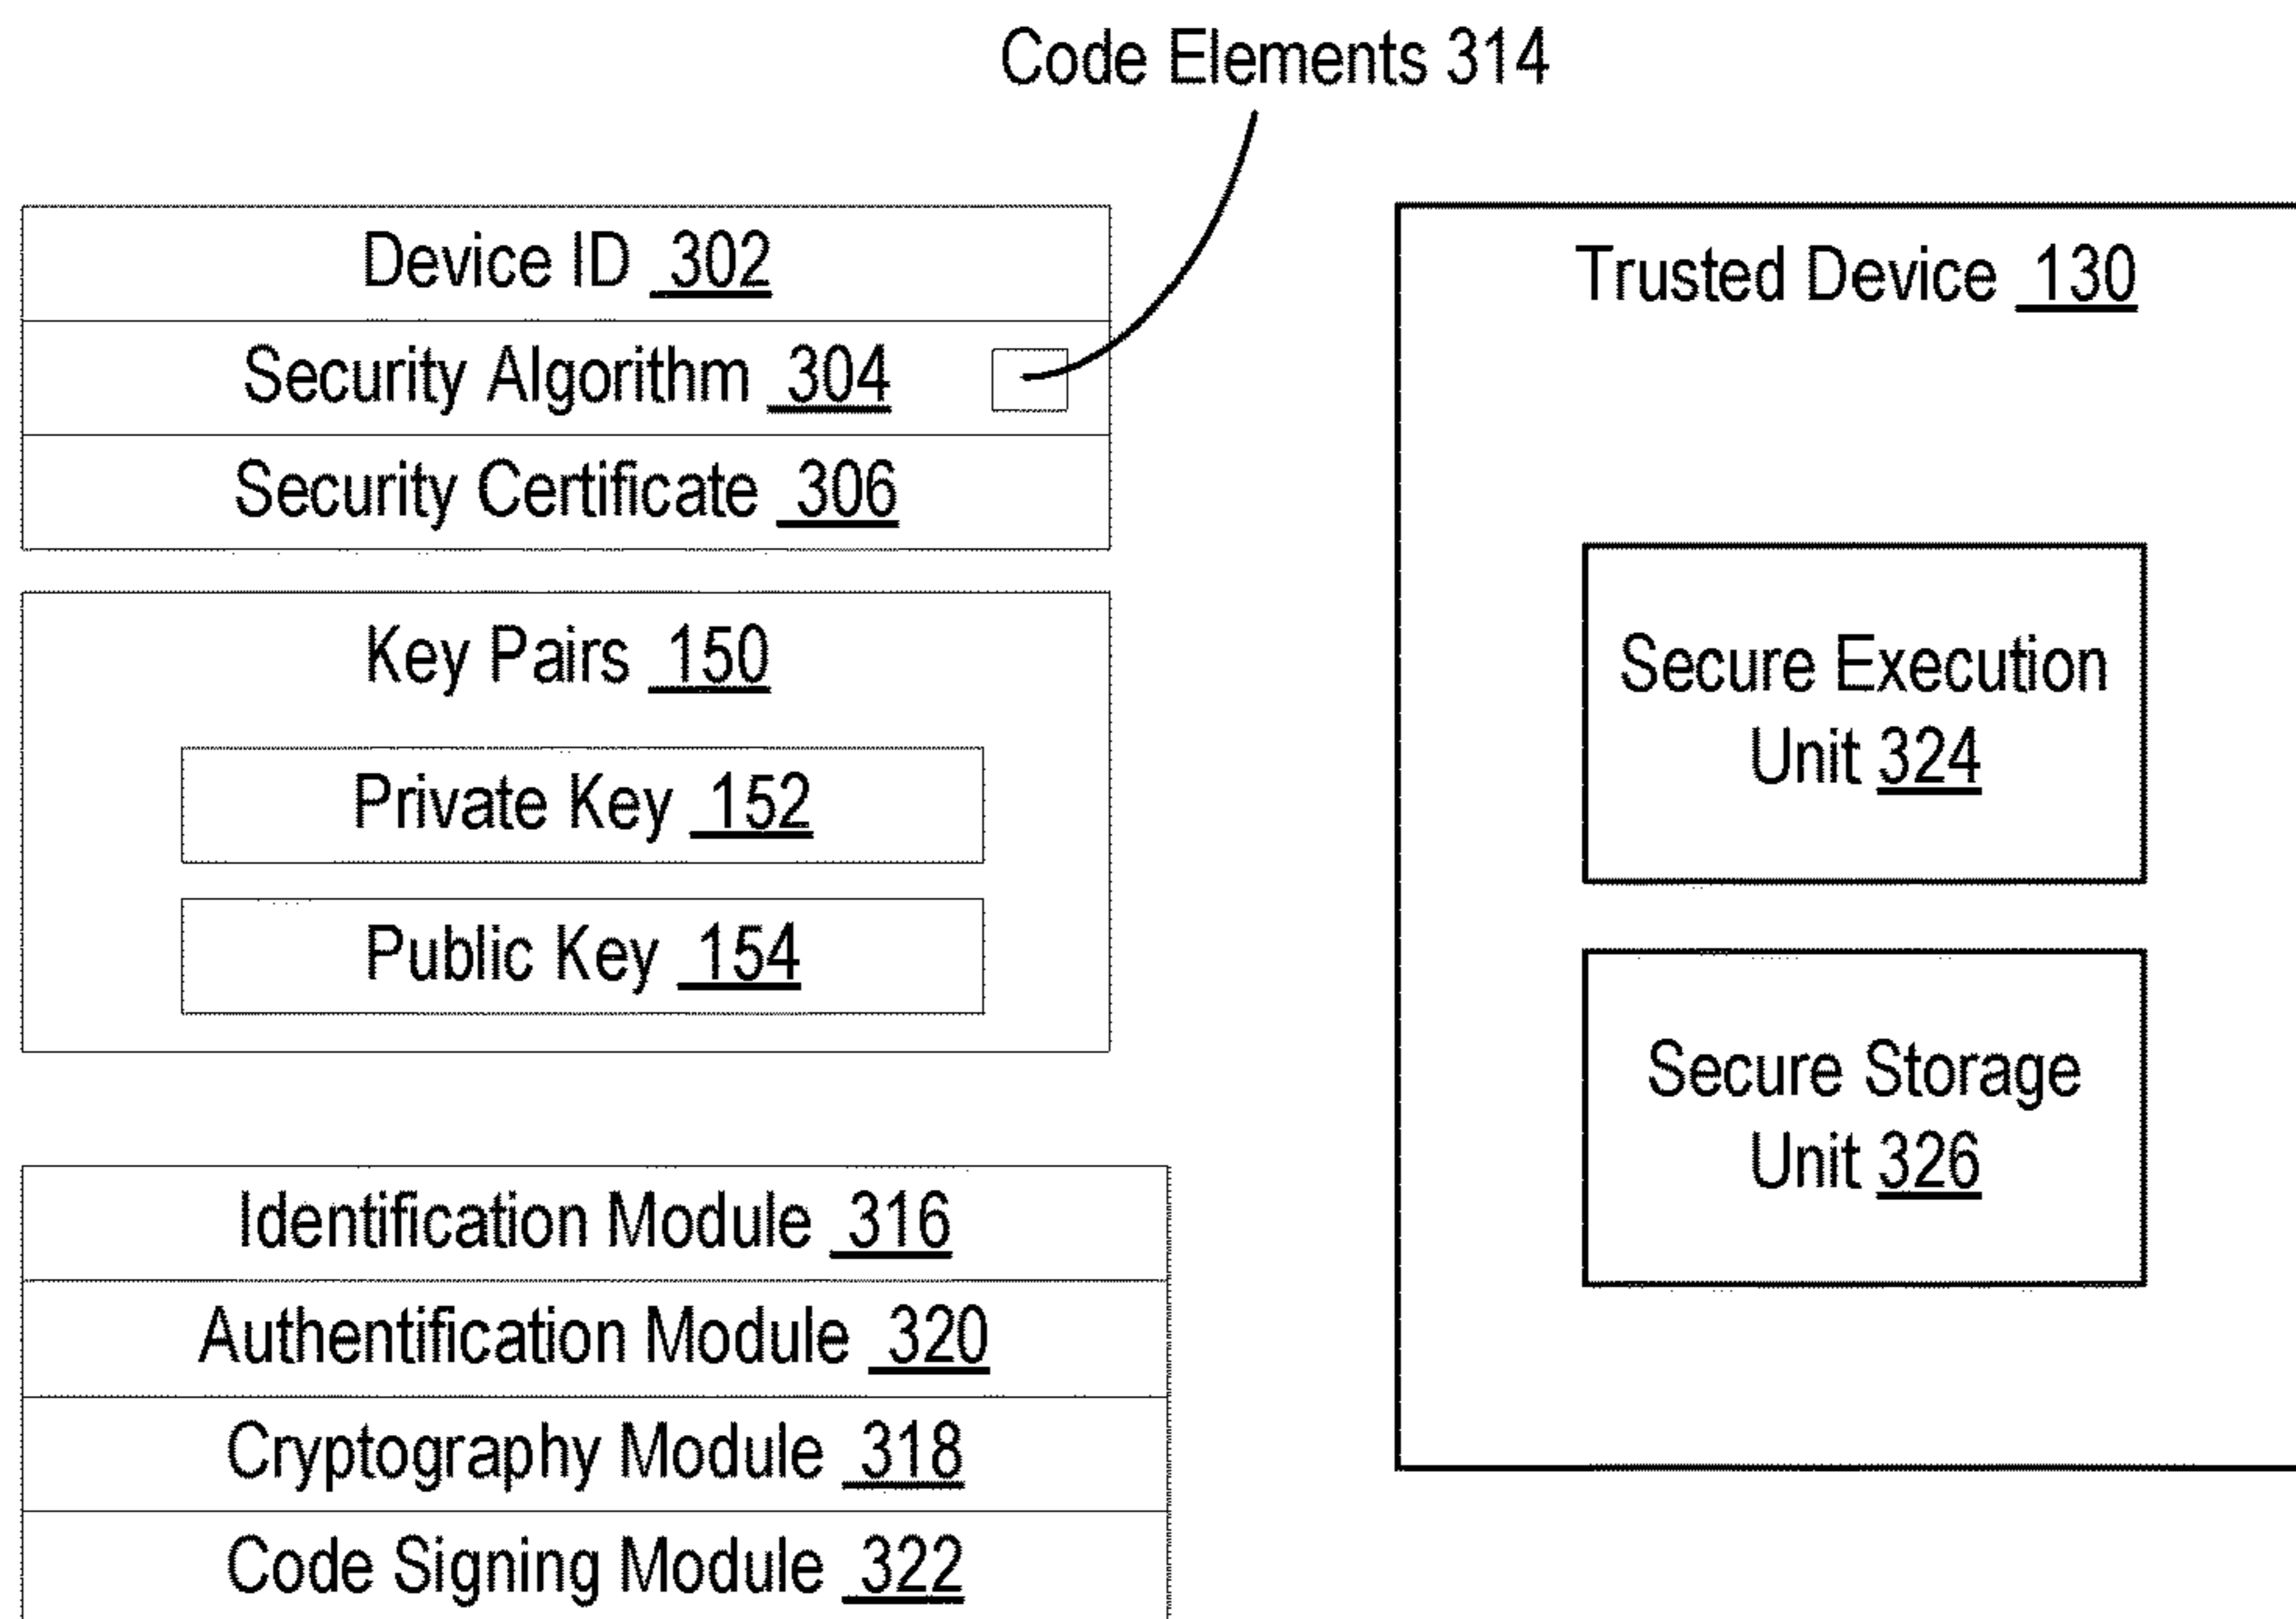 Code Elements 314
Device ID 302
Security Algorithm 304
Security Certificate 306
Key Pairs 150
Private Key 152
Public Key 154
Identification Module 316
Authentification Module 320
Cryptography Module 318
Code Signing Module 322
Trusted Device 130
Secure Execution
Unit 324
Secure Storage
Unit 326